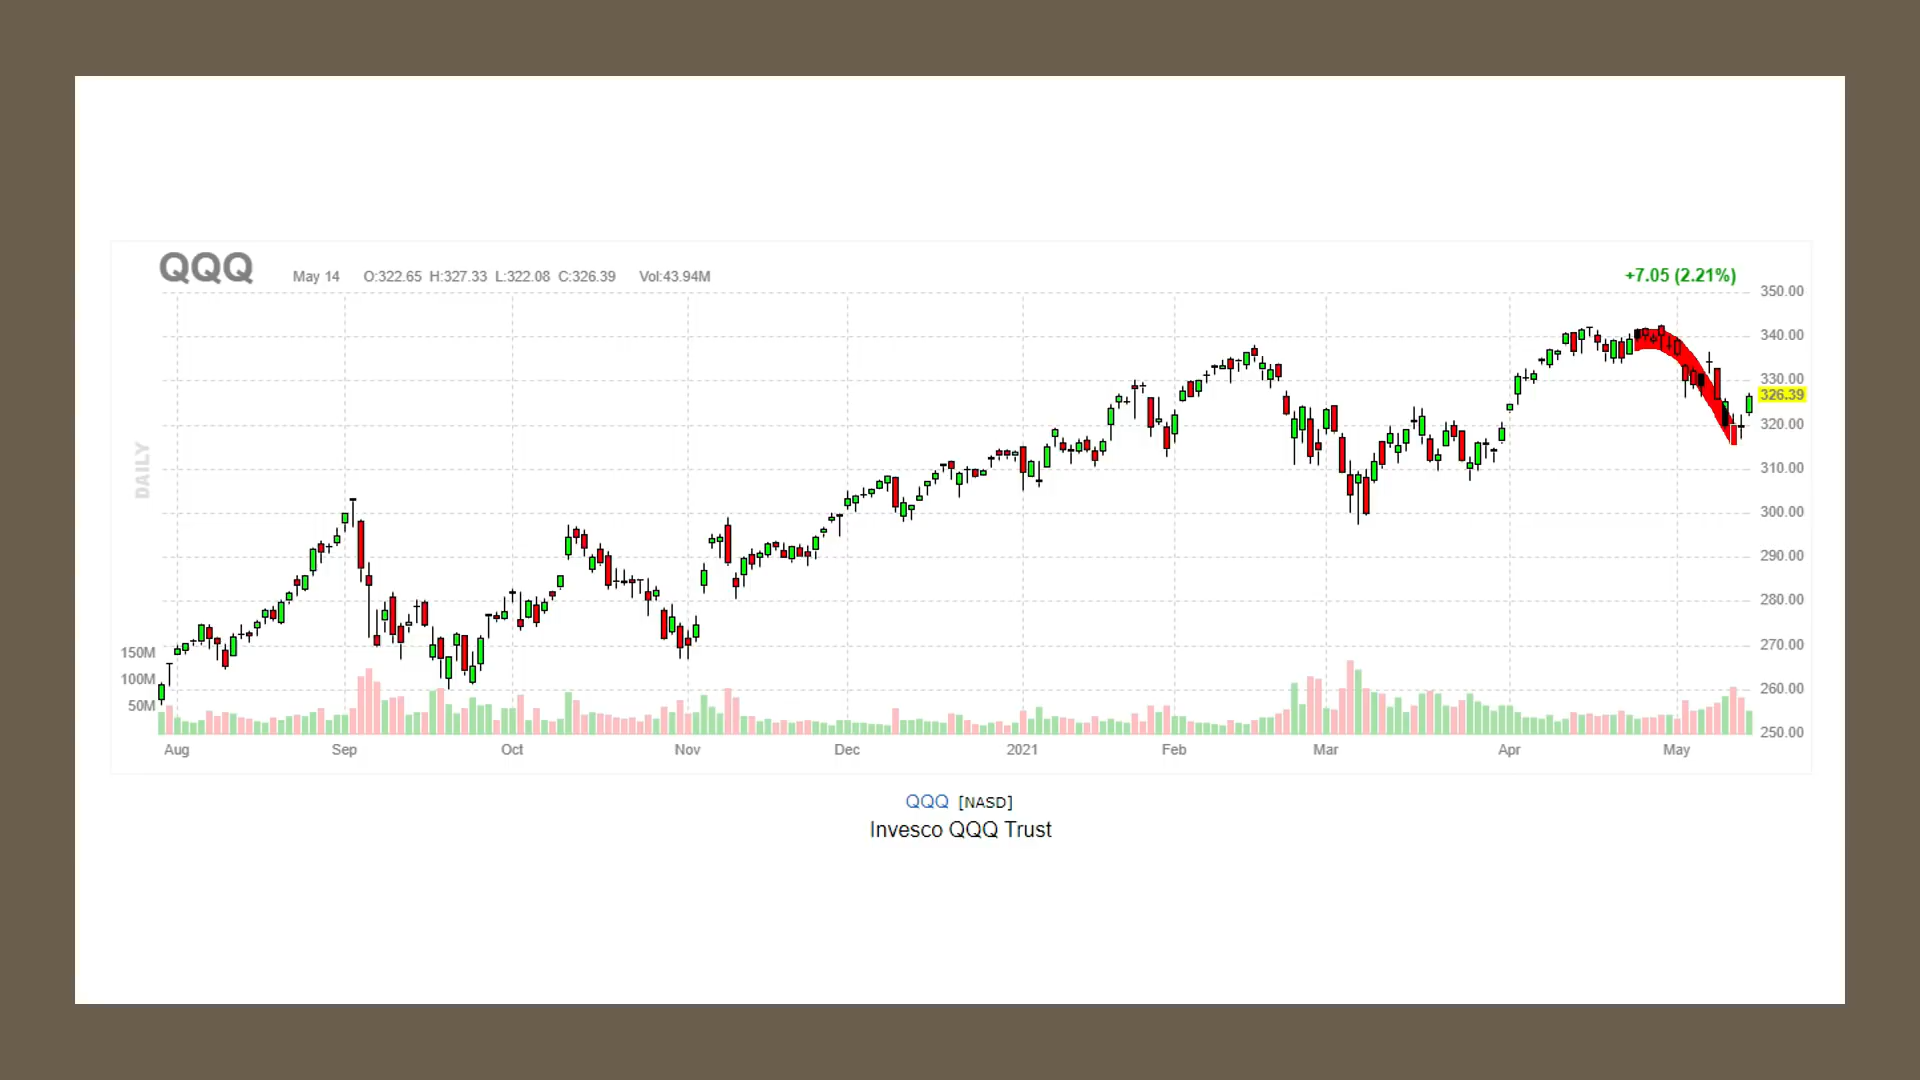 QQQ May 14 O:322.65 H:327.33 L:322.08 C:326.39 Vol:43.94M +7.05 (2.21%)
350.00
340.00
330.00
326.39
320.00
310.00
300.00
290.00
280.00
270.00
260.00
250.00
DAILY
150M
100M
50M
Aug Sep Oct Nov Dec 2021 Feb Mar Apr May
QQQ [NASD]
Invesco QQQ Trust